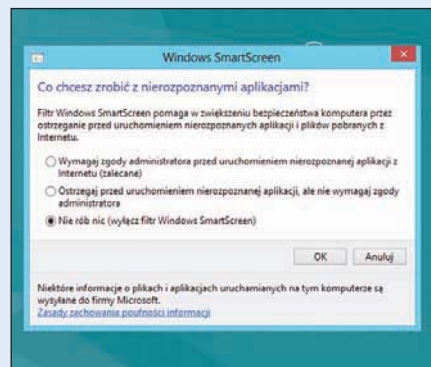 Windows SmartScreen
Co chcesz zrobić z nierozpoznanymi aplikacjami?
Filtr Windows SmartScreen pomaga w zwiększeniu bezpieczeństwa komputera przez
ostrzeganie przed uruchomieniem nierozpoznanych aplikacji i plików pobranych z
Internetu.
Wymagaj zgody administratora przed uruchomieniem nierozpoznanej aplikacji z
Internetu (zalecane)
Ostrzegaj przed uruchomieniem nierozpoznanej aplikacji, ale nie wymagaj zgody
administratora
Nie rób nic (wyłącz filtr Windows SmartScreen)
OK Anuluj
Niektóre informacje o plikach i aplikacjach uruchamianych na tym komputerze są
wysyłane do firmy Microsoft.
Zasady zachowania poufności informacji